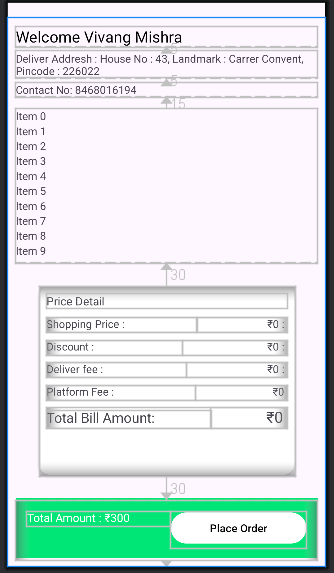 Welcome Vivang Mishra
5
Deliver Addresh : House No : 43, Landmark : Carrer Convent,
Pincode : 226022
5
Contact No: 8468016194
15
Item 0
Item 1
Item 2
Item 3
Item 4
Item 5
Item 6
Item 7
Item 8
Item 9
30
Price Detail
Shopping Price : ₹0 :
Discount : ₹0 :
Deliver fee : ₹0 :
Platform Fee : ₹0
Total Bill Amount: ₹0
30
Total Amount : ₹300
Place Order